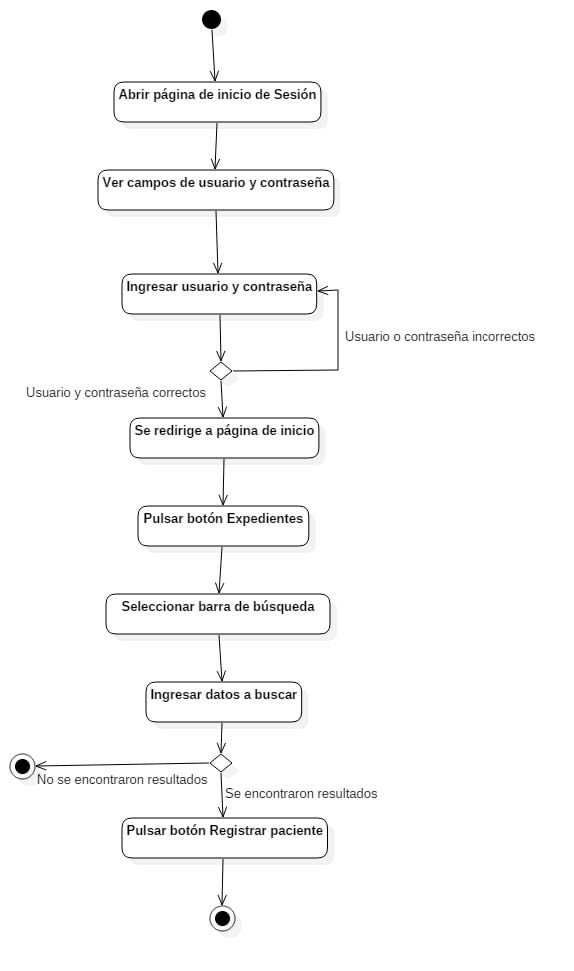 Abrir página de inicio de Sesión
Ver campos de usuario y contraseña
Ingresar usuario y contraseña
Usuario o contraseña incorrectos
Usuario y contraseña correctos
Se redirige a página de inicio
Pulsar botón Expedientes
Seleccionar barra de búsqueda
Ingresar datos a buscar
No se encontraron resultados
Se encontraron resultados
Pulsar botón Registrar paciente